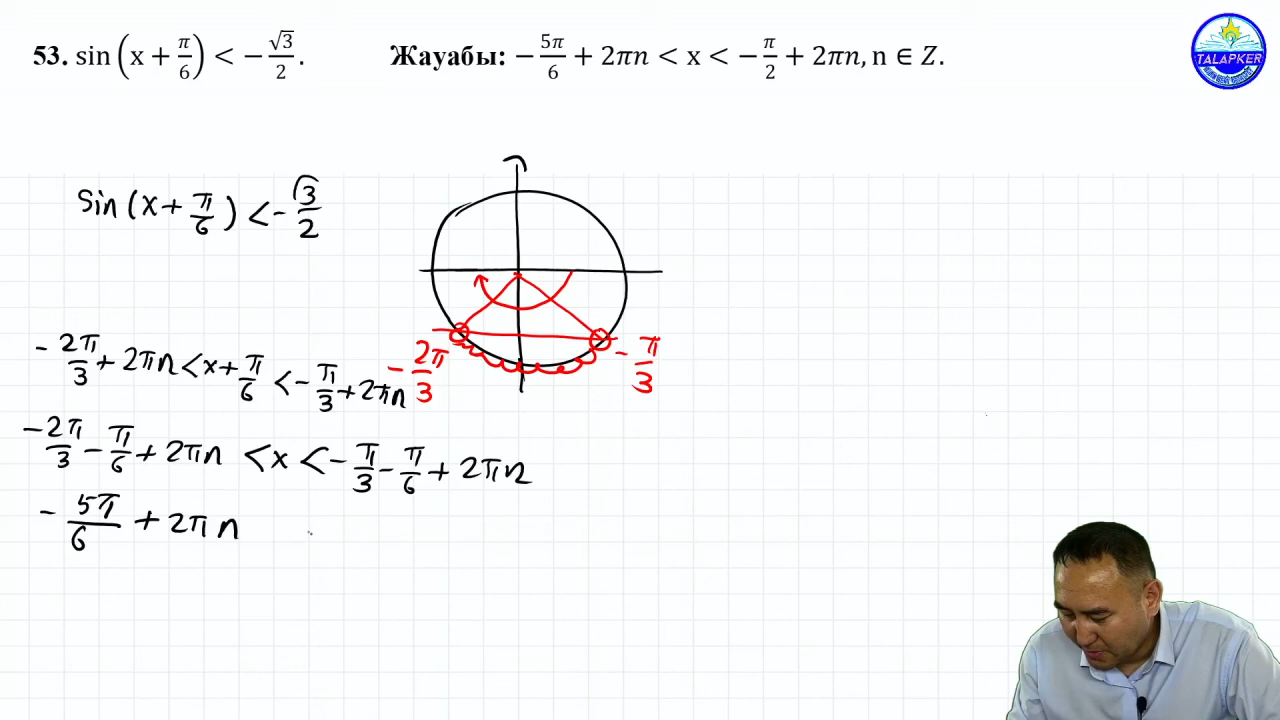 53. sin(x + π/6) < −√3/2.    Жауабы: −5π/6 + 2πn < x < −π/2 + 2πn, n ∈ Z.
TALAPKER
sin(x + π/6) < −√3/2
−2π/3 + 2πn < x + π/6 < −π/3 + 2πn
−2π/3
−π/3
−2π/3 − π/6 + 2πn < x < −π/3 − π/6 + 2πn
−5π/6 + 2πn